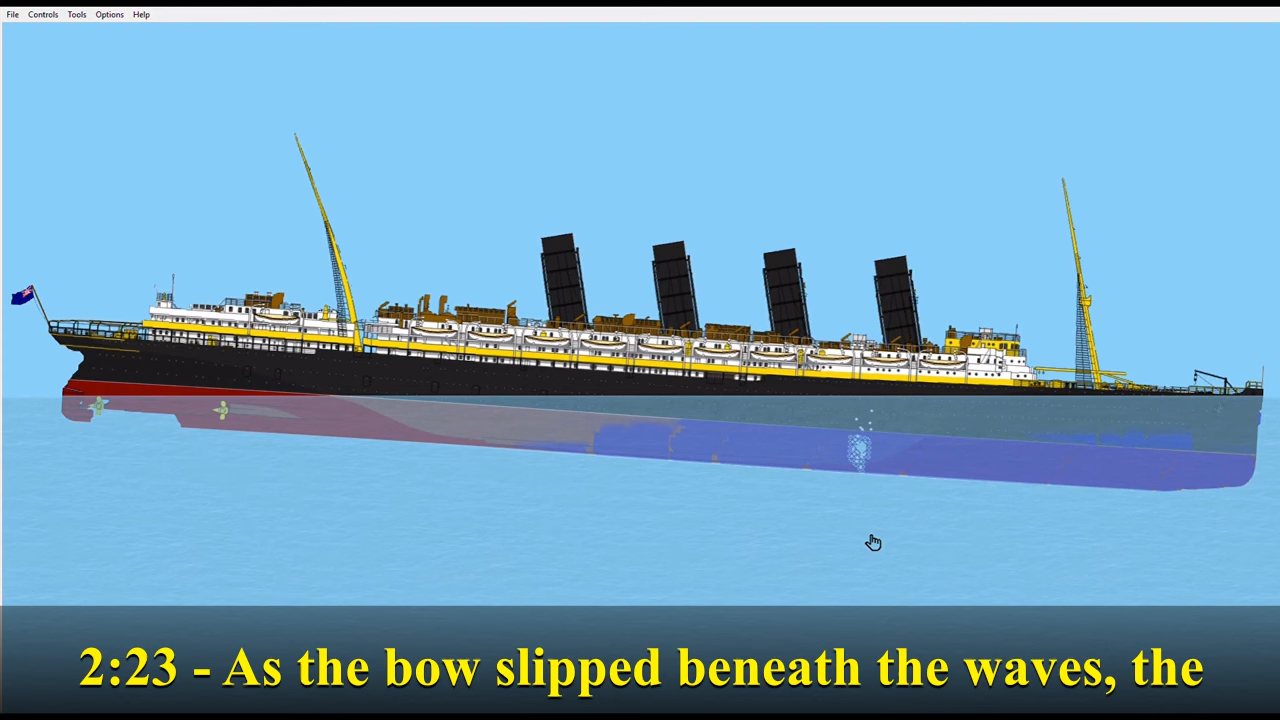 File Controls Tools Options Help
2:23 - As the bow slipped beneath the waves, the